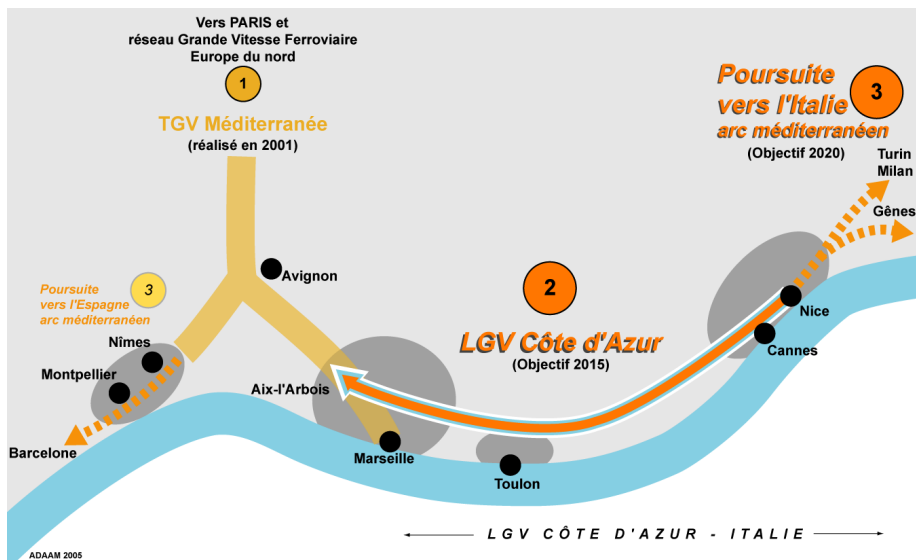 Vers PARIS et
réseau Grande Vitesse Ferroviaire
Europe du nord
1
TGV Méditerranée
(réalisé en 2001)
Poursuite
vers l'Italie
arc méditerranéen
(Objectif 2020)
3
Turin
Milan
Gênes
Avignon
3
Poursuite
vers l'Espagne
arc méditerranéen
2
LGV Côte d'Azur
(Objectif 2015)
Nice
Cannes
Nîmes
Montpellier
Aix-l'Arbois
Barcelone
Marseille
Toulon
LGV CÔTE D'AZUR - ITALIE
ADAAM 2005